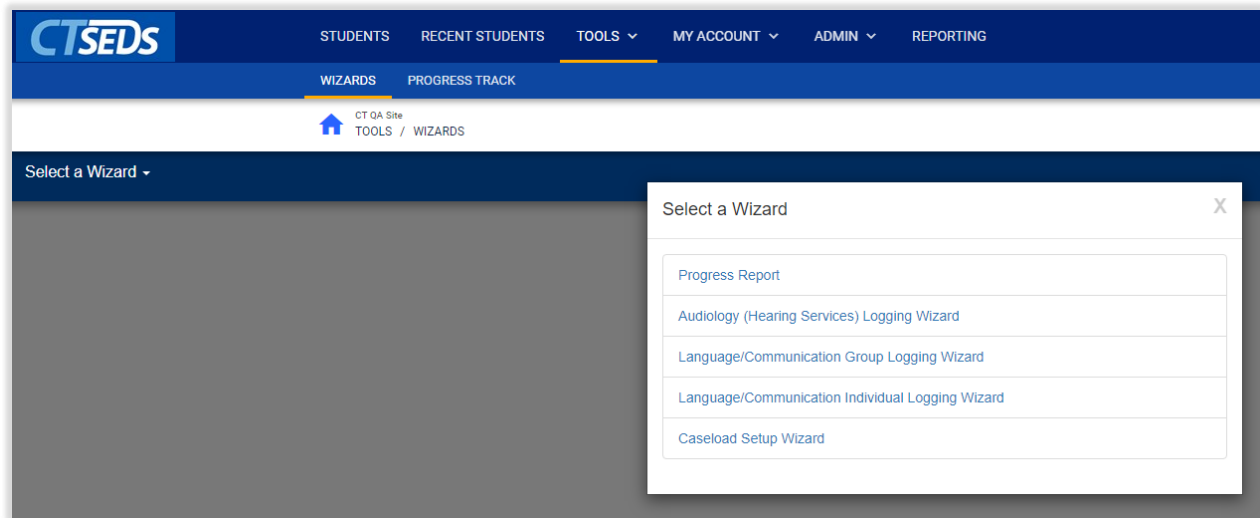 CTSEDS
STUDENTS RECENT STUDENTS TOOLS MY ACCOUNT ADMIN REPORTING
WIZARDS PROGRESS TRACK
CT QA Site
TOOLS / WIZARDS
Select a Wizard
Select a Wizard X
Progress Report
Audiology (Hearing Services) Logging Wizard
Language/Communication Group Logging Wizard
Language/Communication Individual Logging Wizard
Caseload Setup Wizard